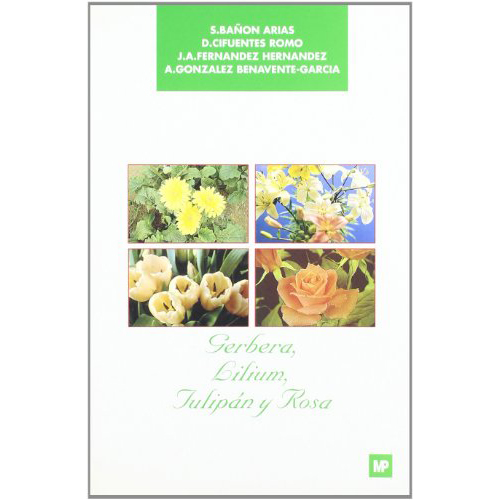 S.BAÑON ARIAS
D.CIFUENTES ROMO
J.A.FERNANDEZ HERNANDEZ
A.GONZALEZ BENAVENTE-GARCIA
Gerbera,
Lilium,
Tulipán y Rosa
MP